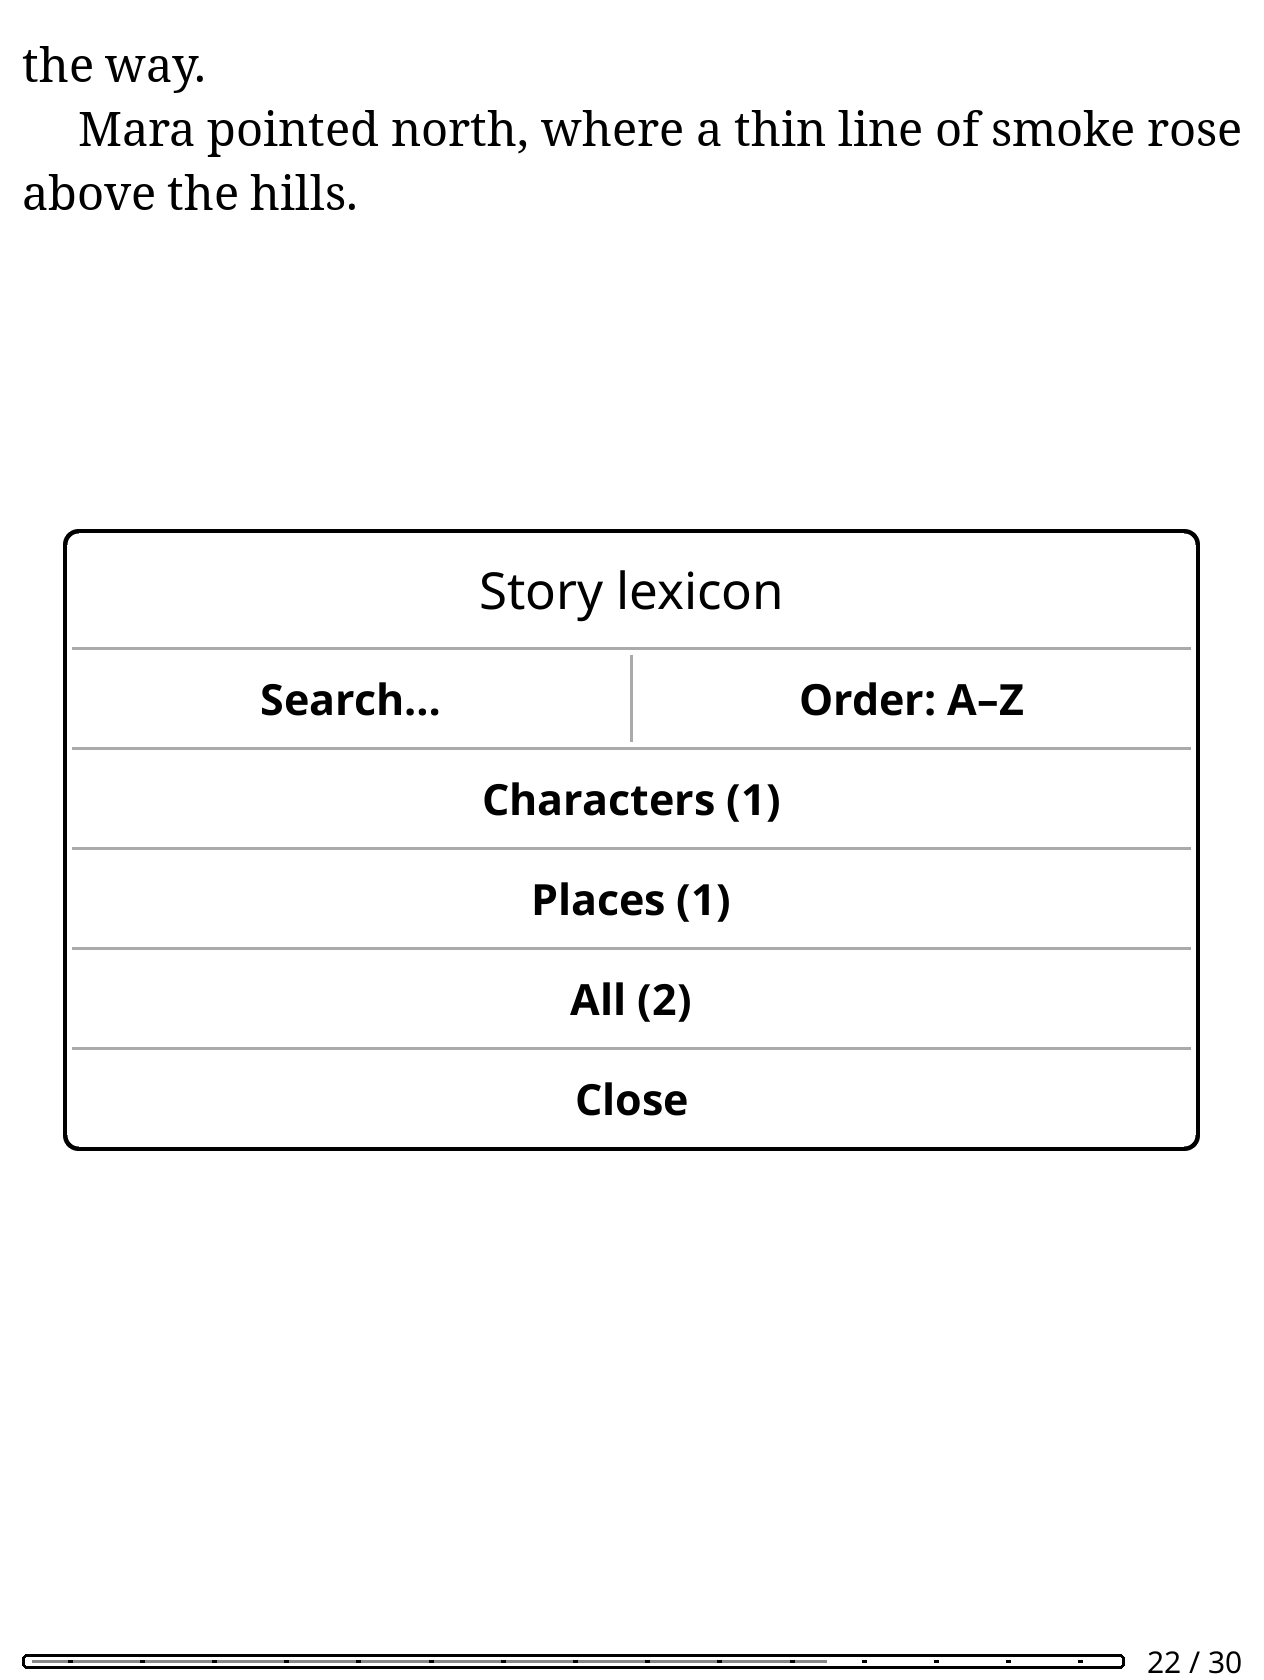 the way.
Mara pointed north, where a thin line of smoke rose
above the hills.
Story lexicon
Search…
Order: A–Z
Characters (1)
Places (1)
All (2)
Close
22 / 30